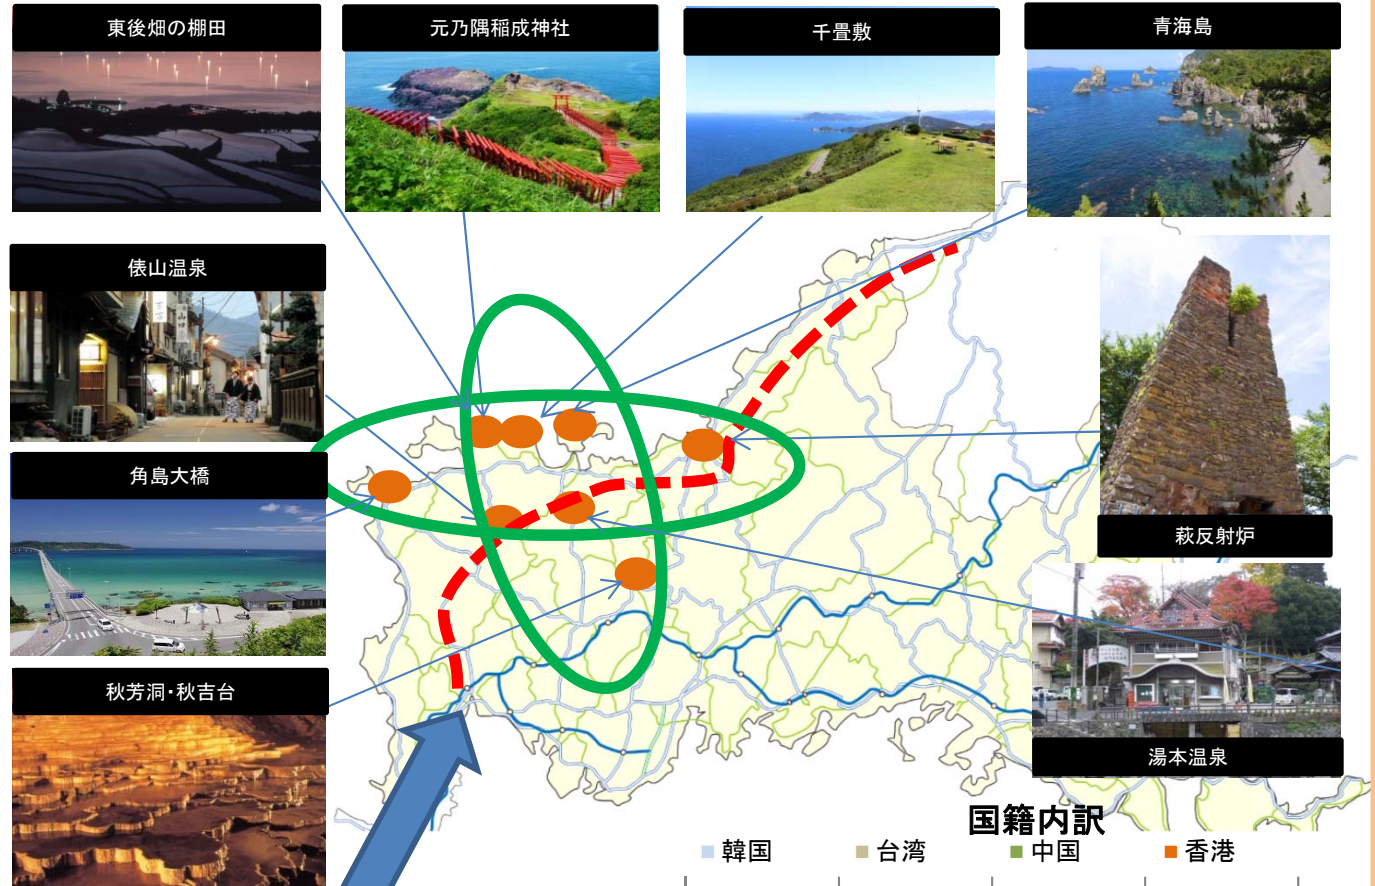 東後畑の棚田
元乃隅稲成神社
千畳敷
青海島
俵山温泉
角島大橋
萩反射炉
秋芳洞・秋吉台
湯本温泉
国籍内訳
韓国
台湾
中国
香港